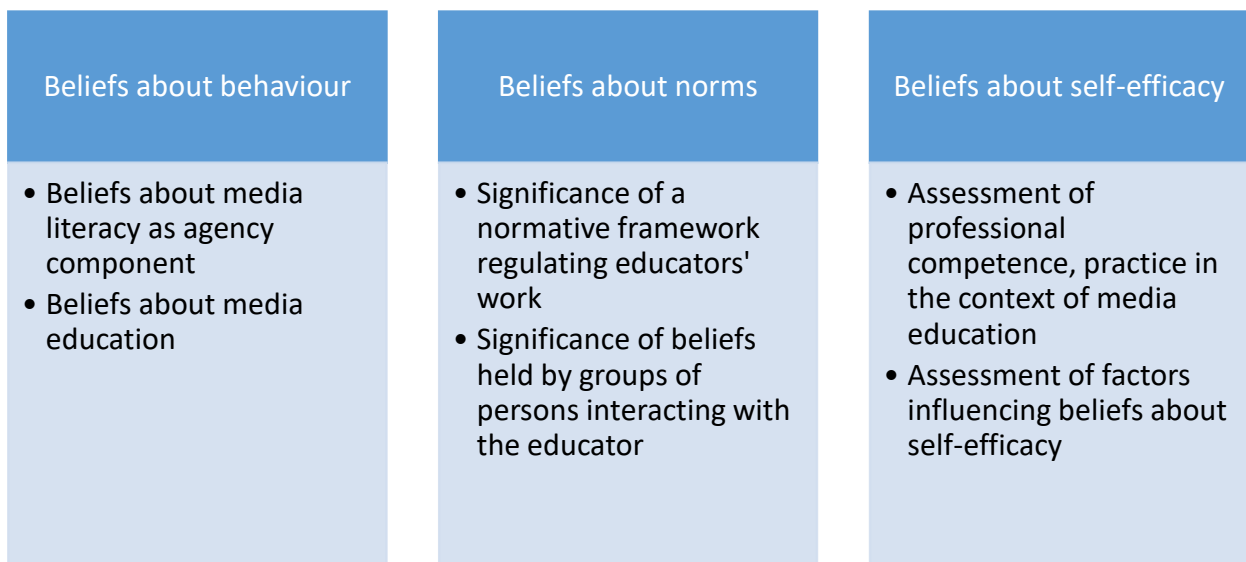 Beliefs about behaviour
• Beliefs about media
literacy as agency
component
• Beliefs about media
education
Beliefs about norms
• Significance of a
normative framework
regulating educators'
work
• Significance of beliefs
held by groups of
persons interacting with
the educator
Beliefs about self-efficacy
• Assessment of
professional
competence, practice in
the context of media
education
• Assessment of factors
influencing beliefs about
self-efficacy